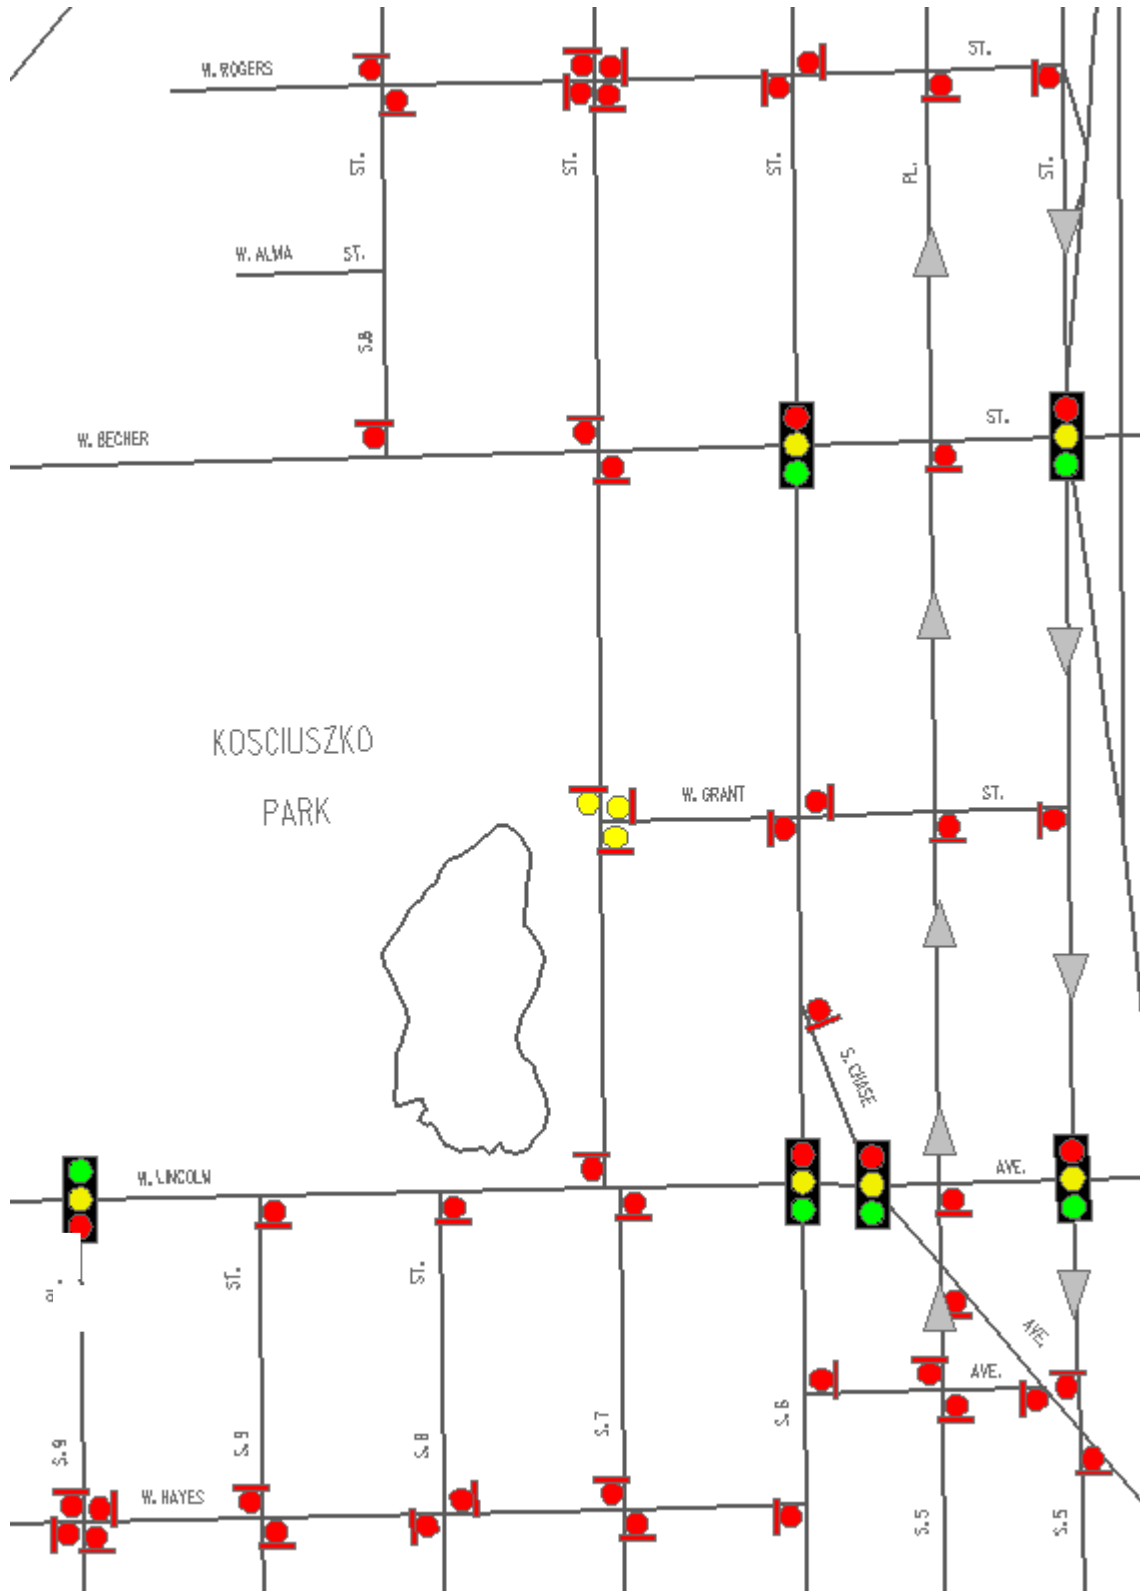 W. ROGERS
ST.
ST.
ST.
ST.
PL.
ST.
W. ALMA
ST.
S.8
W. BECHER
ST.
KOSCIUSZKO
PARK
W. GRANT
ST.
S. CHASE
W. LINCOLN
AVE.
ST.
ST.
AVE.
AVE.
S.9
S.9
S.8
S.7
S.6
S.5
S.5
W. HAYES